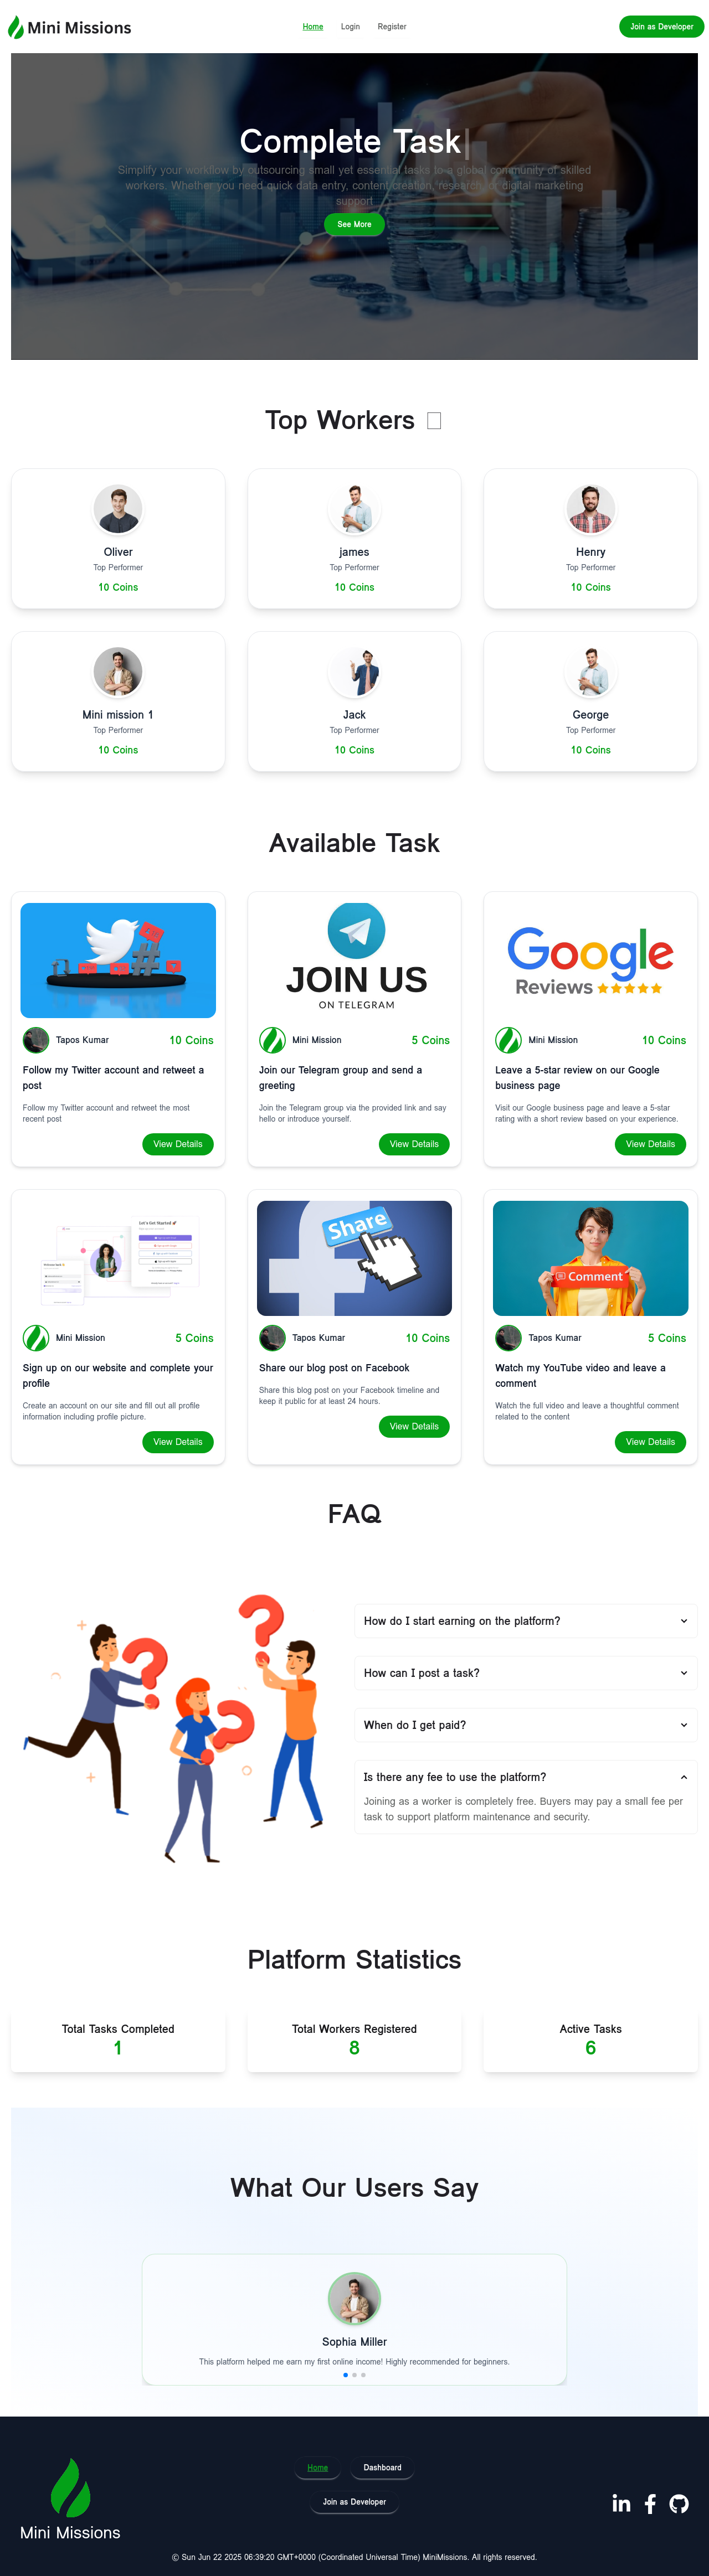 Mini Missions
Home
Login
Register
Join as Developer
Complete Task
Simplify your workflow by outsourcing small yet essential tasks to a global community of skilled
workers. Whether you need quick data entry, content creation, research, or digital marketing
support
See More
Top Workers
Oliver
Top Performer
10 Coins
james
Top Performer
10 Coins
Henry
Top Performer
10 Coins
Mini mission 1
Top Performer
10 Coins
Jack
Top Performer
10 Coins
George
Top Performer
10 Coins
Available Task
Tapos Kumar
10 Coins
Follow my Twitter account and retweet a
post
Follow my Twitter account and retweet the most
recent post
View Details
JOIN US
ON TELEGRAM
Mini Mission
5 Coins
Join our Telegram group and send a
greeting
Join the Telegram group via the provided link and say
hello or introduce yourself.
View Details
Google
Reviews
Mini Mission
10 Coins
Leave a 5-star review on our Google
business page
Visit our Google business page and leave a 5-star
rating with a short review based on your experience.
View Details
Let's Get Started
Mini Mission
5 Coins
Sign up on our website and complete your
profile
Create an account on our site and fill out all profile
information including profile picture.
View Details
Share
Tapos Kumar
10 Coins
Share our blog post on Facebook
Share this blog post on your Facebook timeline and
keep it public for at least 24 hours.
View Details
Comment
Tapos Kumar
5 Coins
Watch my YouTube video and leave a
comment
Watch the full video and leave a thoughtful comment
related to the content
View Details
FAQ
How do I start earning on the platform?
How can I post a task?
When do I get paid?
Is there any fee to use the platform?
Joining as a worker is completely free. Buyers may pay a small fee per
task to support platform maintenance and security.
Platform Statistics
Total Tasks Completed
1
Total Workers Registered
8
Active Tasks
6
What Our Users Say
Sophia Miller
This platform helped me earn my first online income! Highly recommended for beginners.
Mini Missions
Home
Dashboard
Join as Developer
© Sun Jun 22 2025 06:39:20 GMT+0000 (Coordinated Universal Time) MiniMissions. All rights reserved.